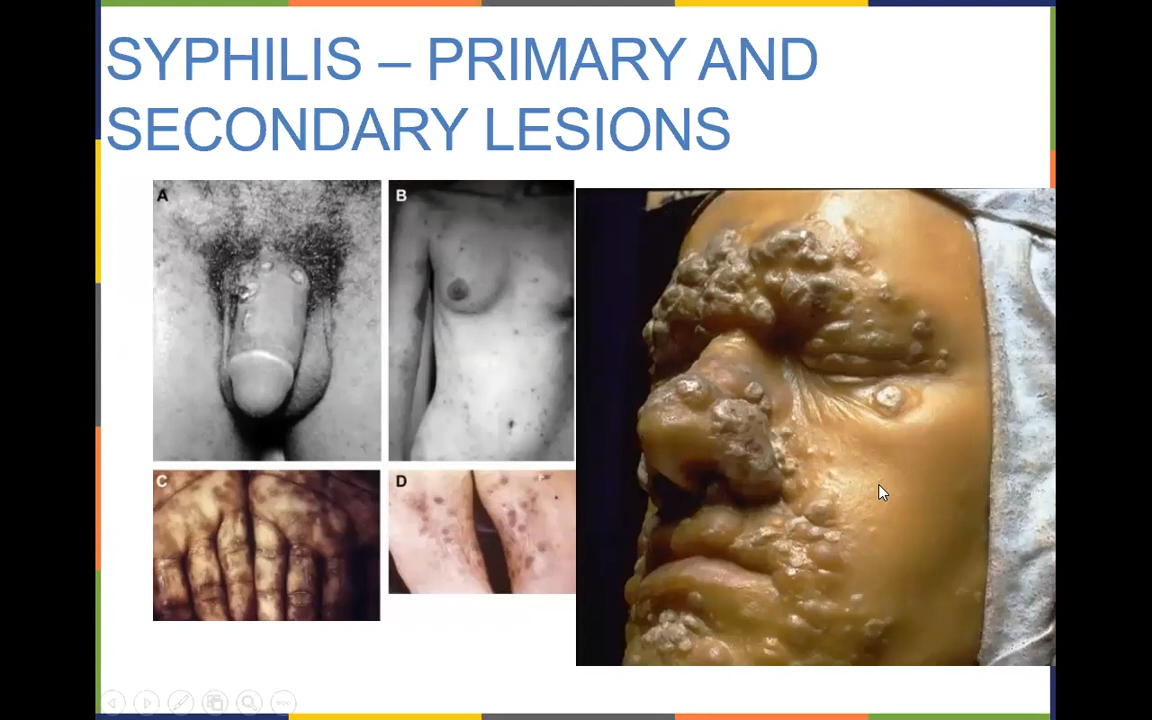 SYPHILIS – PRIMARY AND
SECONDARY LESIONS
A
B
C
D